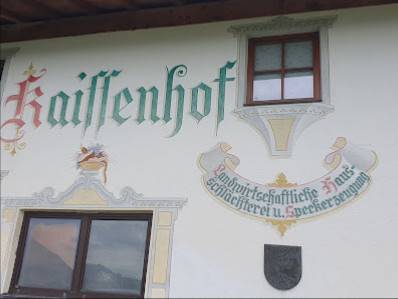 Kaissenhof
Landwirtschaftliche Haus-
schlachterei u. Speckerzeugung